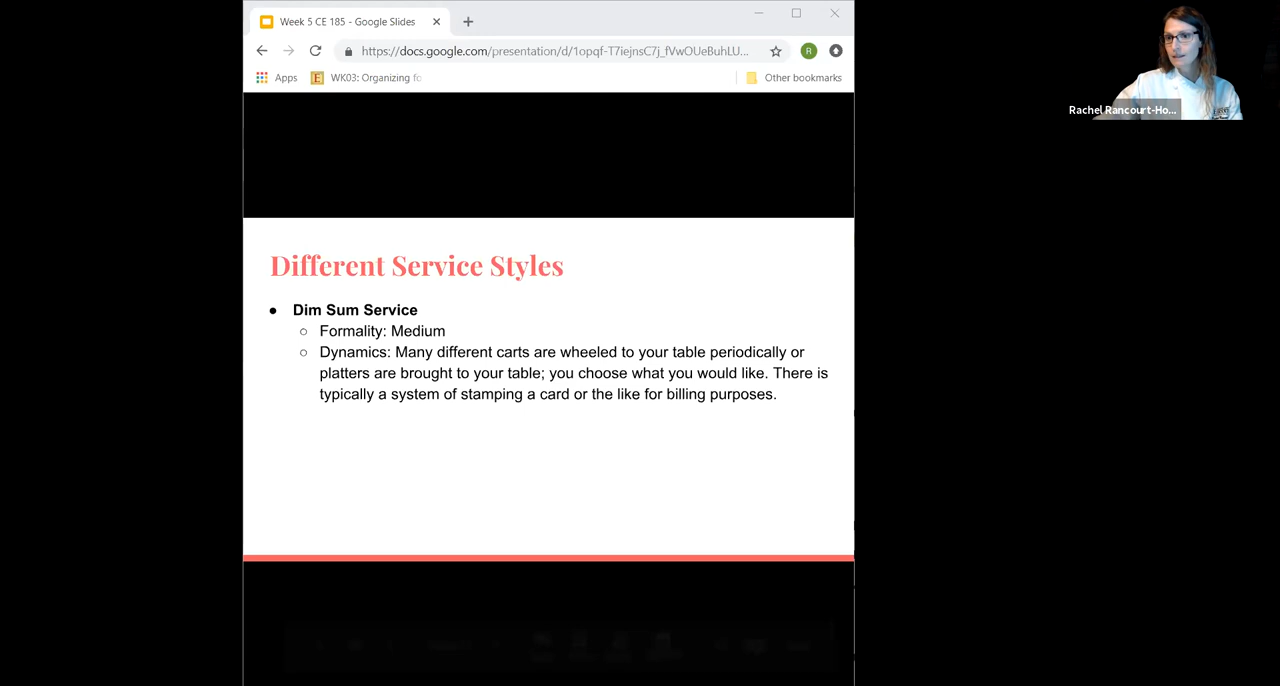 Week 5 CE 185 - Google Slides
https://docs.google.com/presentation/d/1opqf-T7iejnsC7j_fVwOUeBuhLU...
R
Apps
E
WK03: Organizing fo
Other bookmarks
Rachel Rancourt-Ho...
Different Service Styles
● Dim Sum Service
○ Formality: Medium
○ Dynamics: Many different carts are wheeled to your table periodically or
platters are brought to your table; you choose what you would like. There is
typically a system of stamping a card or the like for billing purposes.